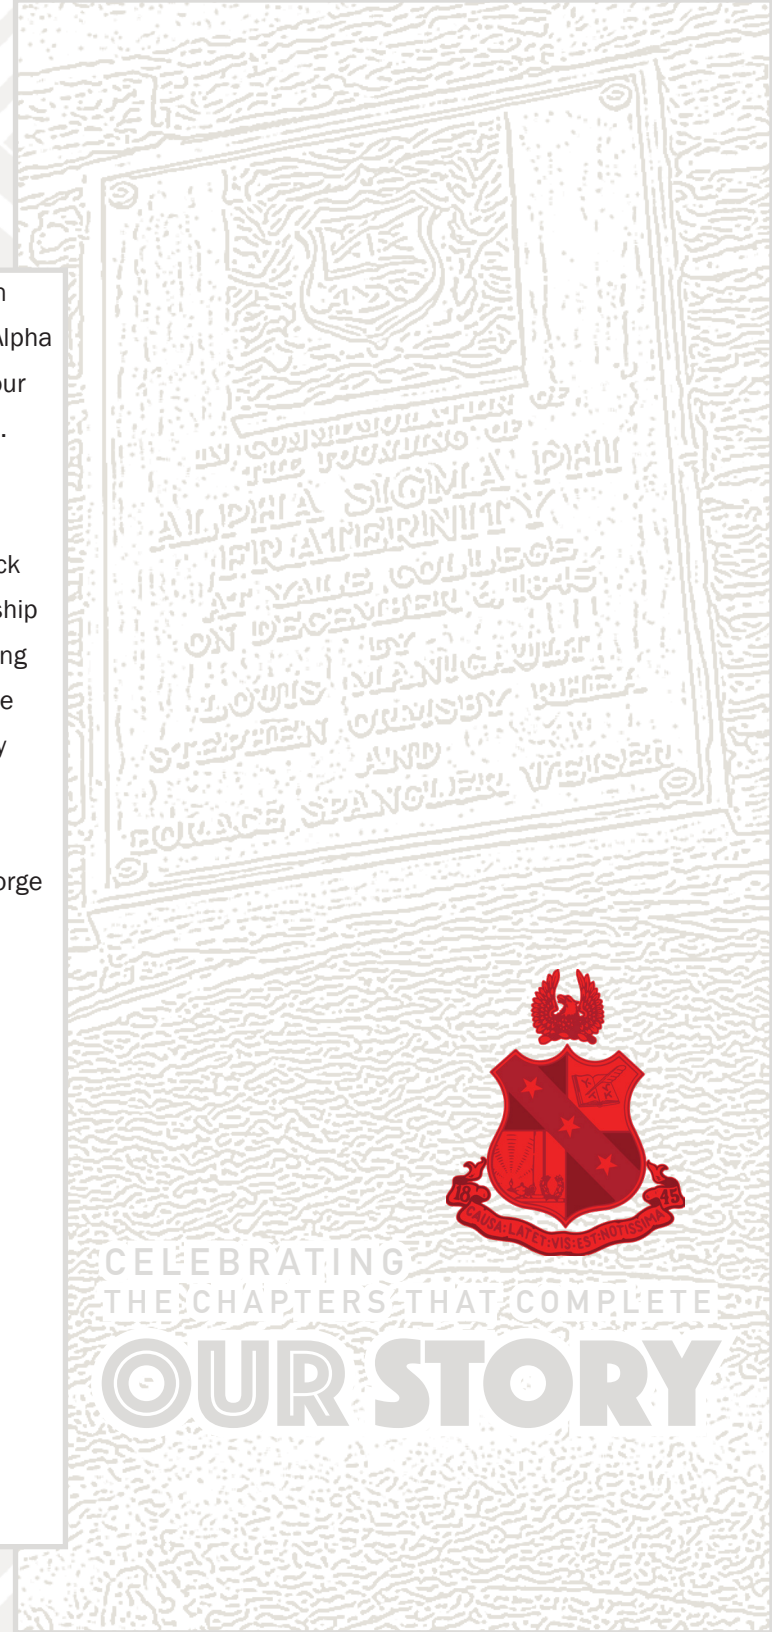 Alpha
our
.
ck
ship
ng
e
y
orge
IN COMMEMORATION OF
THE FOUNDING OF
ALPHA SIGMA PHI
FRATERNITY
AT YALE COLLEGE
ON DECEMBER 6, 1845
BY
LOUIS MANIGAULT
STEPHEN ORMSBY RHEA
AND
HORACE SPANGLER WEISER
18 45
CAUSA:LATET:VIS:EST:NOTISSIMA
CELEBRATING
THE CHAPTERS THAT COMPLETE
OUR STORY